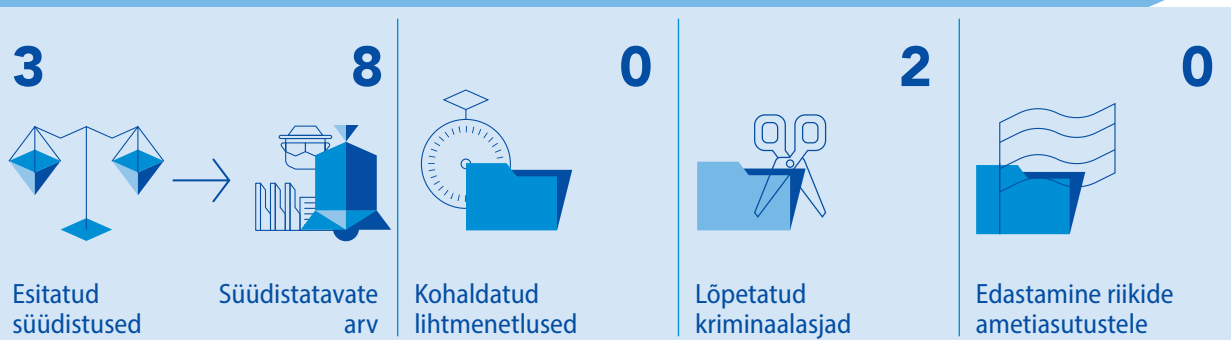 3
8
0
2
0
Esitatud
süüdistused
Süüdistatavate
arv
Kohaldatud
lihtmenetlused
Lõpetatud
kriminaalasjad
Edastamine riikide
ametiasutustele